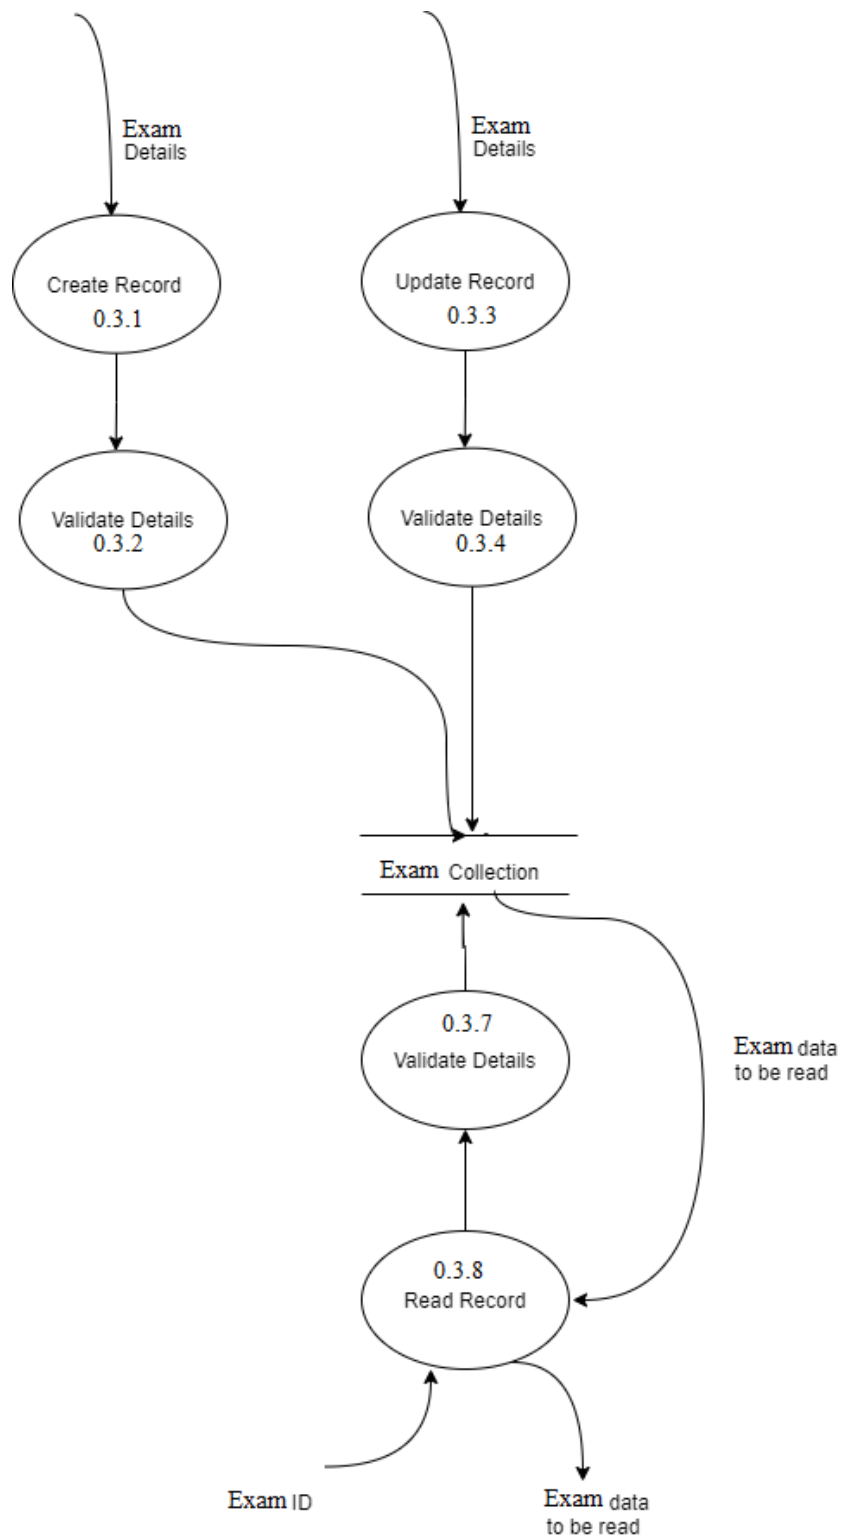 Exam
Details
Exam
Details
Create Record
0.3.1
Update Record
0.3.3
Validate Details
0.3.2
Validate Details
0.3.4
Exam Collection
0.3.7
Validate Details
Exam data
to be read
0.3.8
Read Record
Exam ID
Exam data
to be read